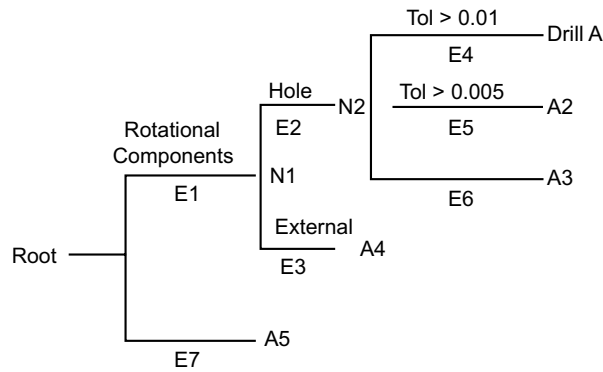 Tol > 0.01
Drill A
E4
Hole
N2
Tol > 0.005
A2
E2
E5
Rotational
Components
N1
A3
E1
E6
External
A4
Root
E3
A5
E7